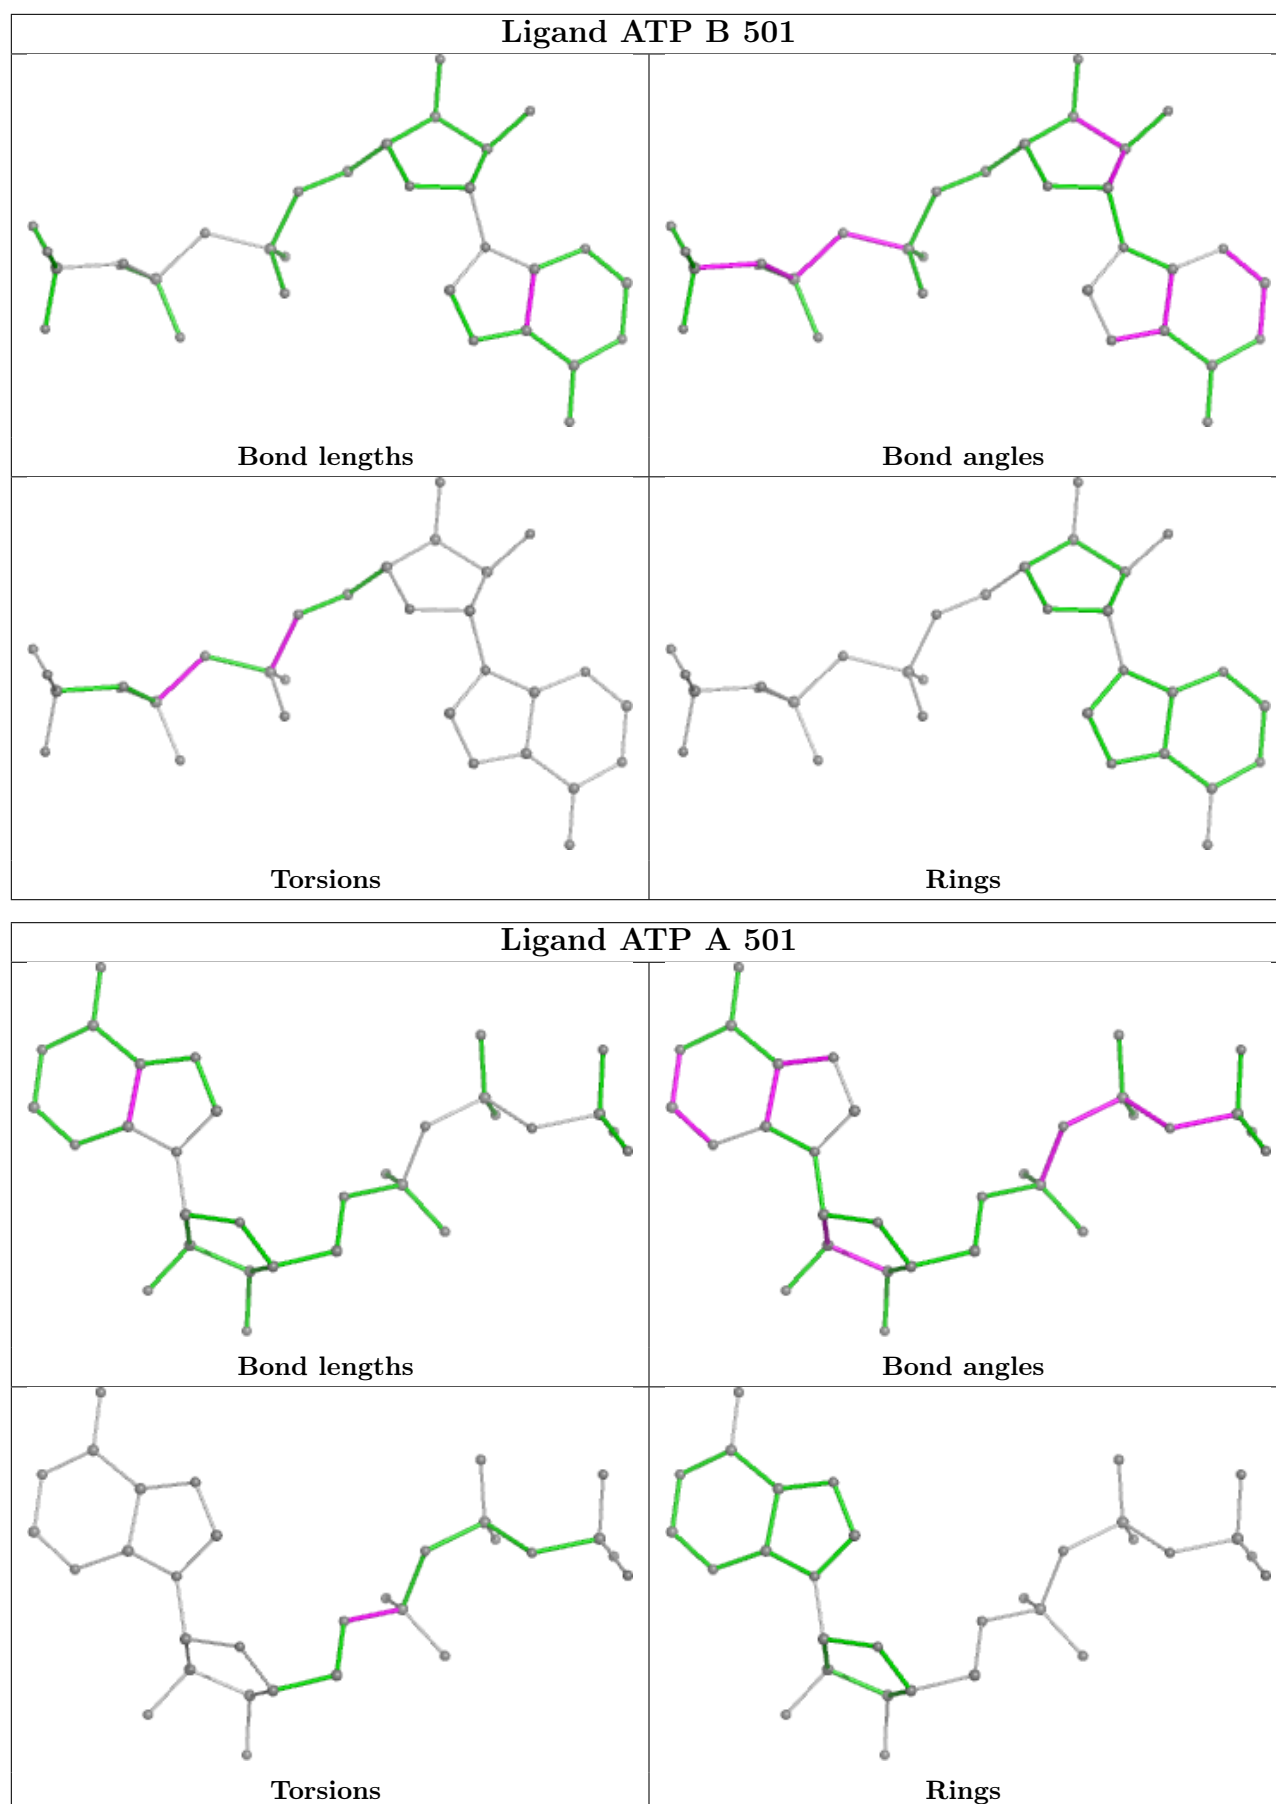 Ligand ATP B 501
Bond lengths
Bond angles
Torsions
Rings
Ligand ATP A 501
Bond lengths
Bond angles
Torsions
Rings